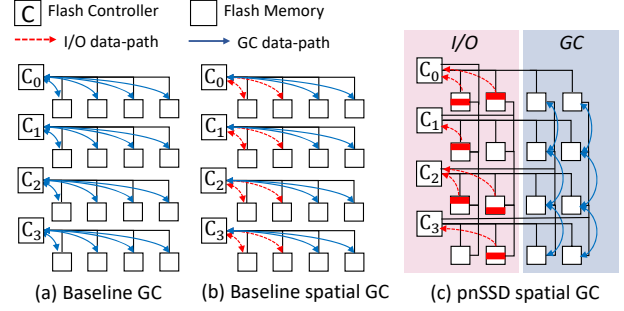 C Flash Controller Flash Memory
I/O data-path GC data-path
I/O GC
C0 C0 C0
C1 C1 C1
C2 C2 C2
C3 C3 C3
(a) Baseline GC (b) Baseline spatial GC (c) pnSSD spatial GC